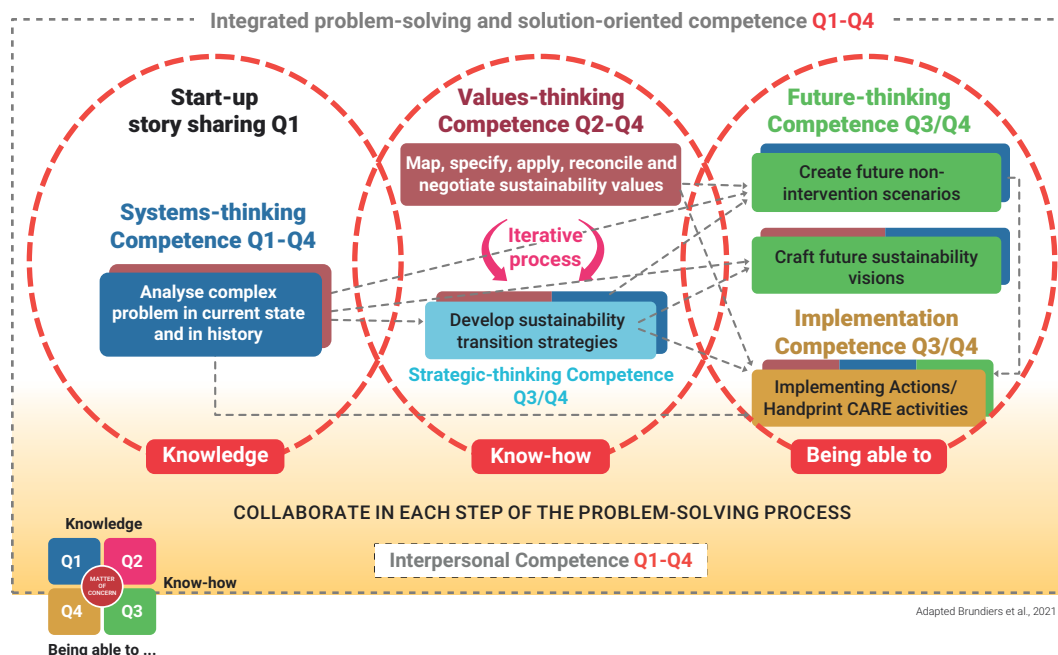 Integrated problem-solving and solution-oriented competence Q1-Q4
Start-up
story sharing Q1
Systems-thinking
Competence Q1-Q4
Analyse complex
problem in current state
and in history
Knowledge
Values-thinking
Competence Q2-Q4
Map, specify, apply, reconcile and
negotiate sustainability values
Iterative
process
Develop sustainability
transition strategies
Strategic-thinking Competence
Q3/Q4
Know-how
Future-thinking
Competence Q3/Q4
Create future non-
intervention scenarios
Craft future sustainability
visions
Implementation
Competence Q3/Q4
Implementing Actions/
Handprint CARE activities
Being able to
COLLABORATE IN EACH STEP OF THE PROBLEM-SOLVING PROCESS
Interpersonal Competence Q1-Q4
Knowledge
Q1
Q2
MATTER
OF
CONCERN
Know-how
Q4
Q3
Being able to ...
Adapted Brundiers et al., 2021